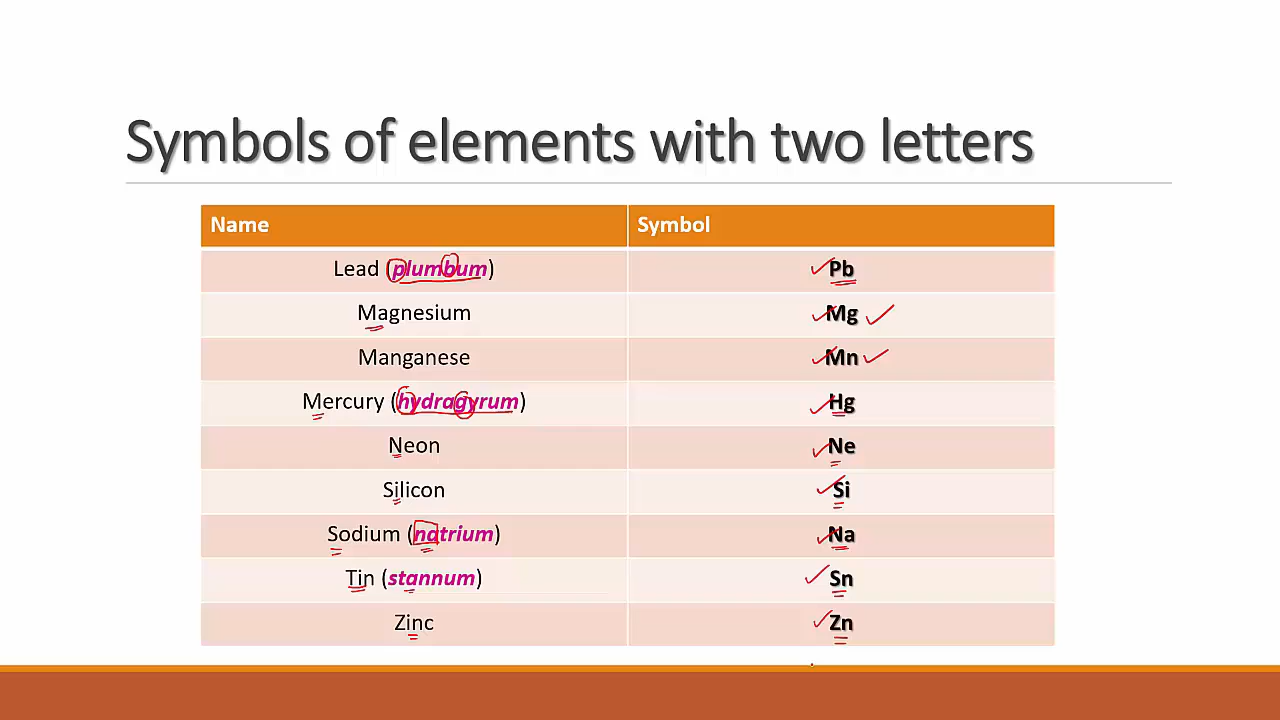 Symbols of elements with two letters
Name Symbol
Lead (plumbum) Pb
Magnesium Mg
Manganese Mn
Mercury (hydragyrum) Hg
Neon Ne
Silicon Si
Sodium (natrium) Na
Tin (stannum) Sn
Zinc Zn